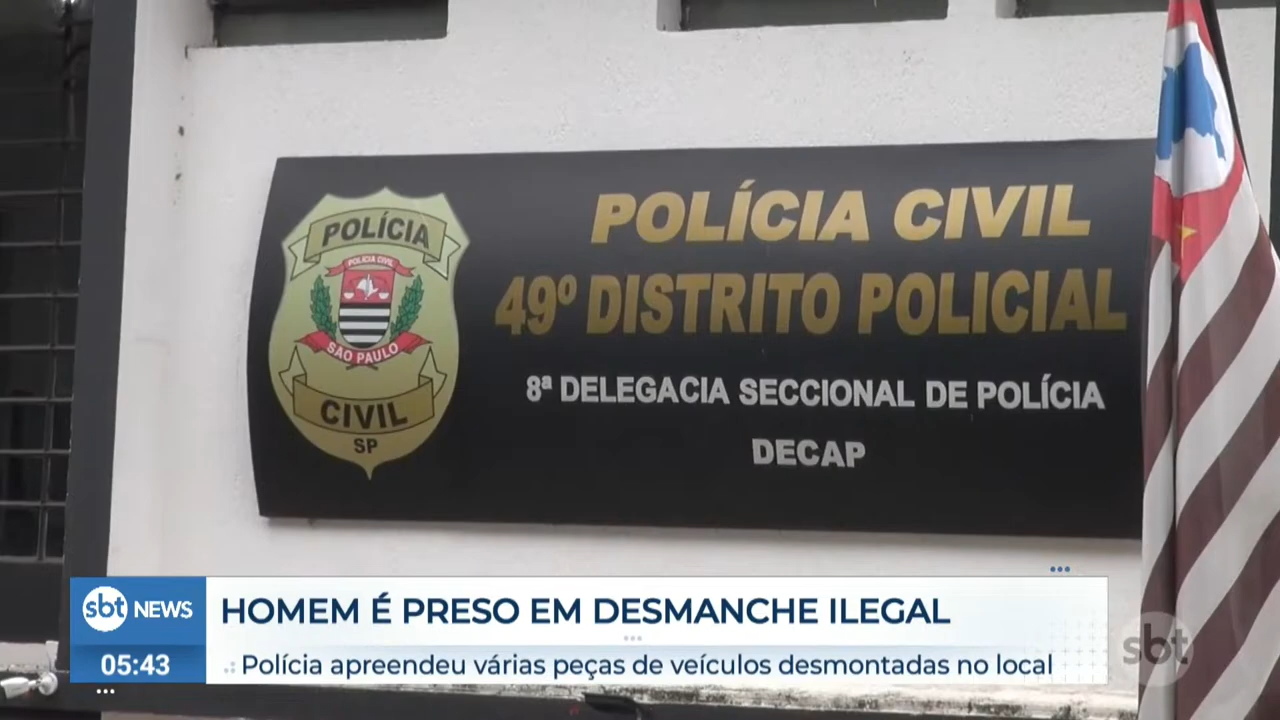 POLÍCIA
POLÍCIA CIVIL
SÃO PAULO
CIVIL
SP
POLÍCIA CIVIL
49º DISTRITO POLICIAL
8ª DELEGACIA SECCIONAL DE POLÍCIA
DECAP
sbt NEWS
HOMEM É PRESO EM DESMANCHE ILEGAL
05:43
Polícia apreendeu várias peças de veículos desmontadas no local
sbt